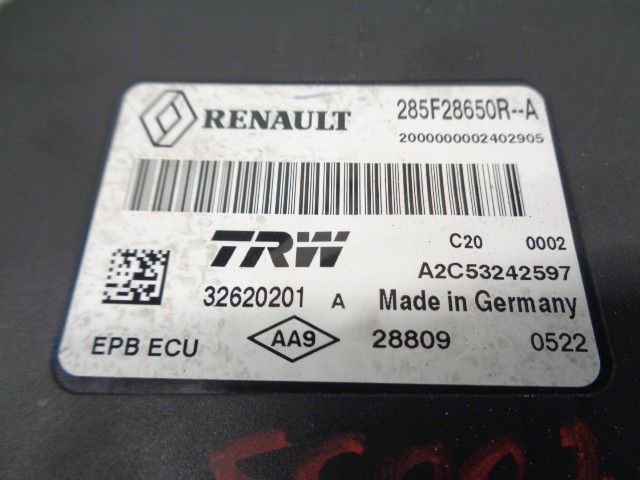 RENAULT 285F28650R--A
2000000002402905
TRW C20 0002
A2C53242597
32620201 A Made in Germany
EPB ECU AA9 28809 0522